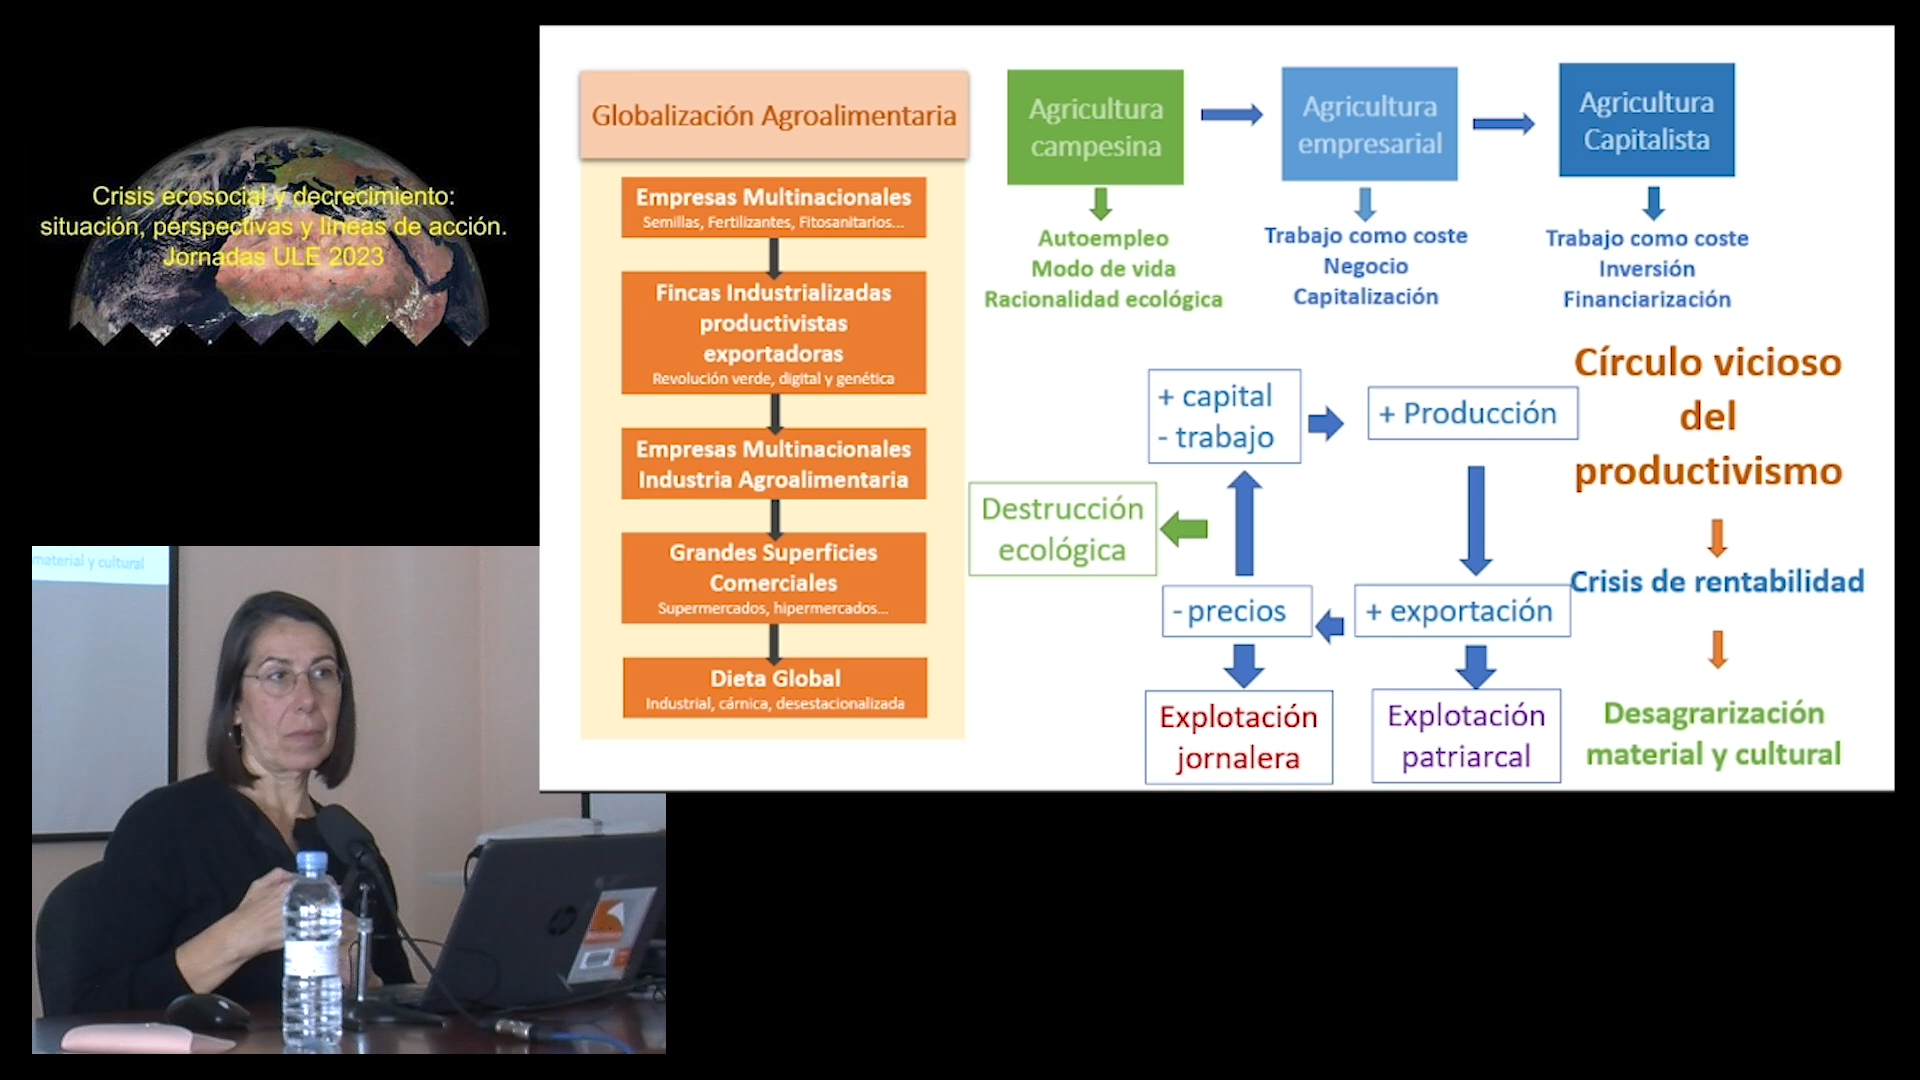 Crisis ecosocial y decrecimiento:
situación, perspectivas y líneas de acción.
Jornadas ULE 2023
material y cultural
Globalización Agroalimentaria
Empresas Multinacionales
Semillas, Fertilizantes, Fitosanitarios...
Fincas Industrializadas
productivistas
exportadoras
Revolución verde, digital y genética
Empresas Multinacionales
Industria Agroalimentaria
Grandes Superficies
Comerciales
Supermercados, hipermercados...
Dieta Global
Industrial, cárnica, desestacionalizada
Agricultura
campesina
Autoempleo
Modo de vida
Racionalidad ecológica
Agricultura
empresarial
Trabajo como coste
Negocio
Capitalización
Agricultura
Capitalista
Trabajo como coste
Inversión
Financiarización
+ capital
- trabajo
+ Producción
Destrucción
ecológica
- precios
+ exportación
Explotación
jornalera
Explotación
patriarcal
Círculo vicioso
del
productivismo
Crisis de rentabilidad
Desagrarización
material y cultural